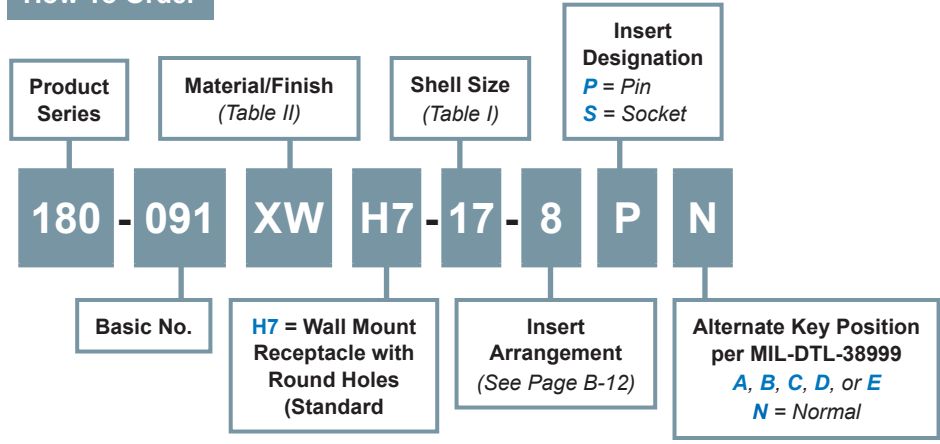 How To Order
Insert
Designation
P = Pin
S = Socket
Product
Series
Material/Finish
(Table II)
Shell Size
(Table I)
180 - 091 XW H7 - 17 - 8 P N
Basic No.
H7 = Wall Mount
Receptacle with
Round Holes
(Standard
Insert
Arrangement
(See Page B-12)
Alternate Key Position
per MIL-DTL-38999
A, B, C, D, or E
N = Normal